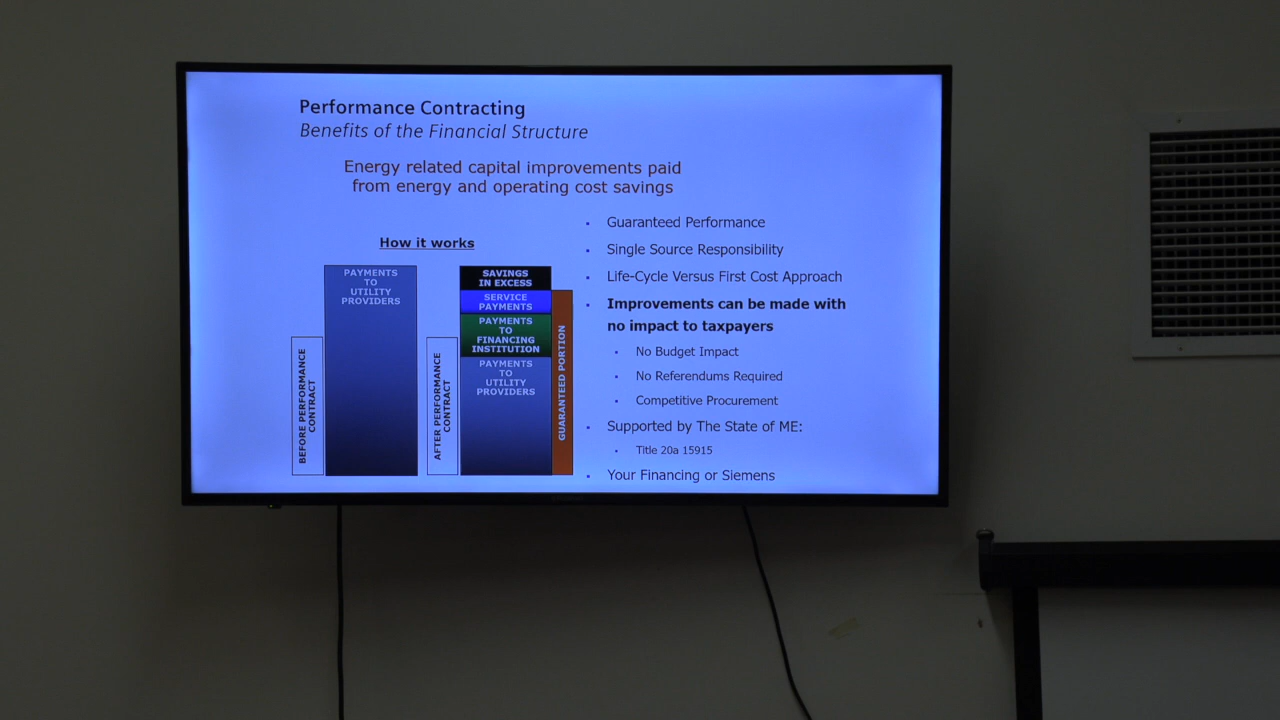 Performance Contracting
Benefits of the Financial Structure
Energy related capital improvements paid
from energy and operating cost savings
How it works
BEFORE PERFORMANCE
CONTRACT
PAYMENTS
TO
UTILITY
PROVIDERS
AFTER PERFORMANCE
CONTRACT
SAVINGS
IN EXCESS
SERVICE
PAYMENTS
PAYMENTS
TO
FINANCING
INSTITUTION
PAYMENTS
TO
UTILITY
PROVIDERS
GUARANTEED PORTION
Guaranteed Performance
Single Source Responsibility
Life-Cycle Versus First Cost Approach
Improvements can be made with
no impact to taxpayers
No Budget Impact
No Referendums Required
Competitive Procurement
Supported by The State of ME:
Title 20a 15915
Your Financing or Siemens